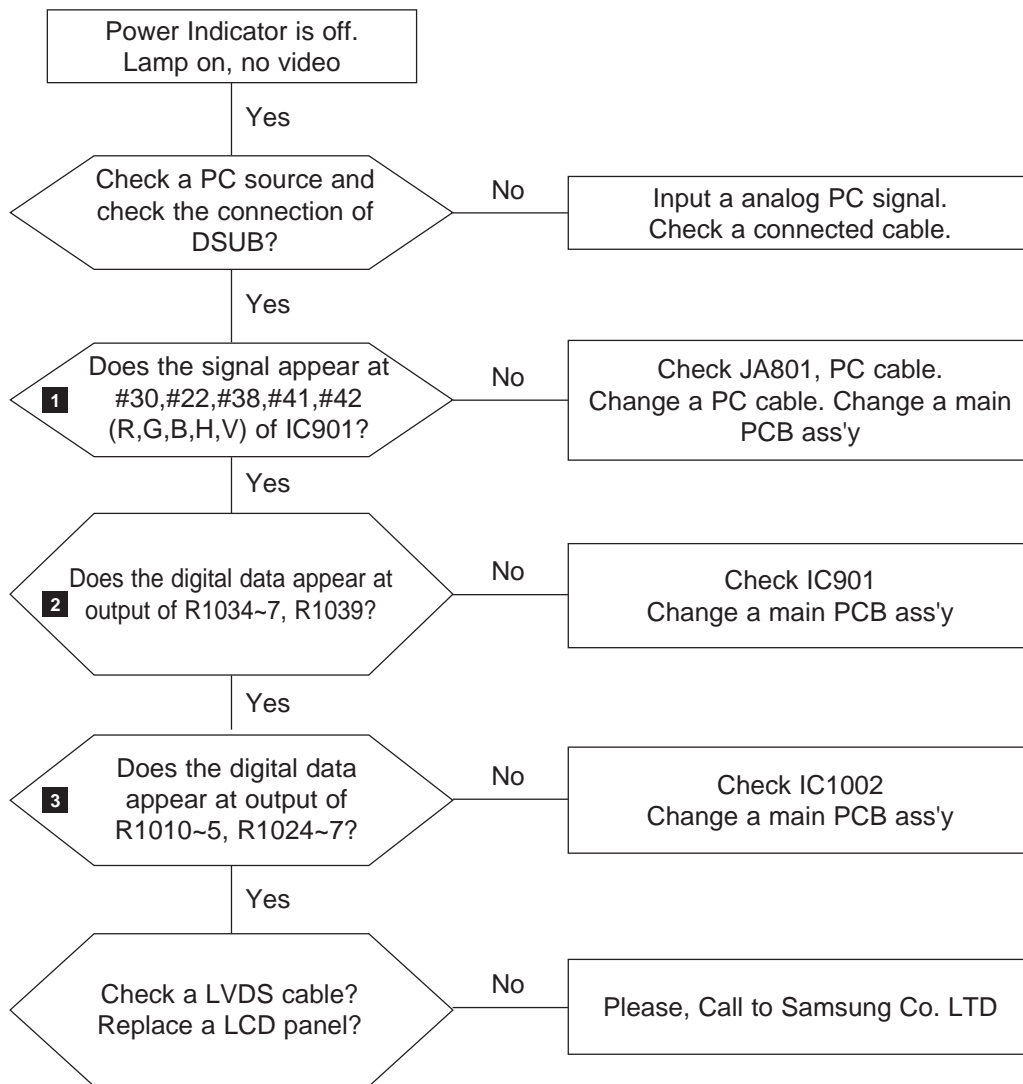 Power Indicator is off.
Lamp on, no video
Yes
Check a PC source and
check the connection of
DSUB?
No
Input a analog PC signal.
Check a connected cable.
Yes
1
Does the signal appear at
#30,#22,#38,#41,#42
(R,G,B,H,V) of IC901?
No
Check JA801, PC cable.
Change a PC cable. Change a main
PCB ass'y
Yes
2
Does the digital data appear at
output of R1034~7, R1039?
No
Check IC901
Change a main PCB ass'y
Yes
3
Does the digital data
appear at output of
R1010~5, R1024~7?
No
Check IC1002
Change a main PCB ass'y
Yes
Check a LVDS cable?
Replace a LCD panel?
No
Please, Call to Samsung Co. LTD